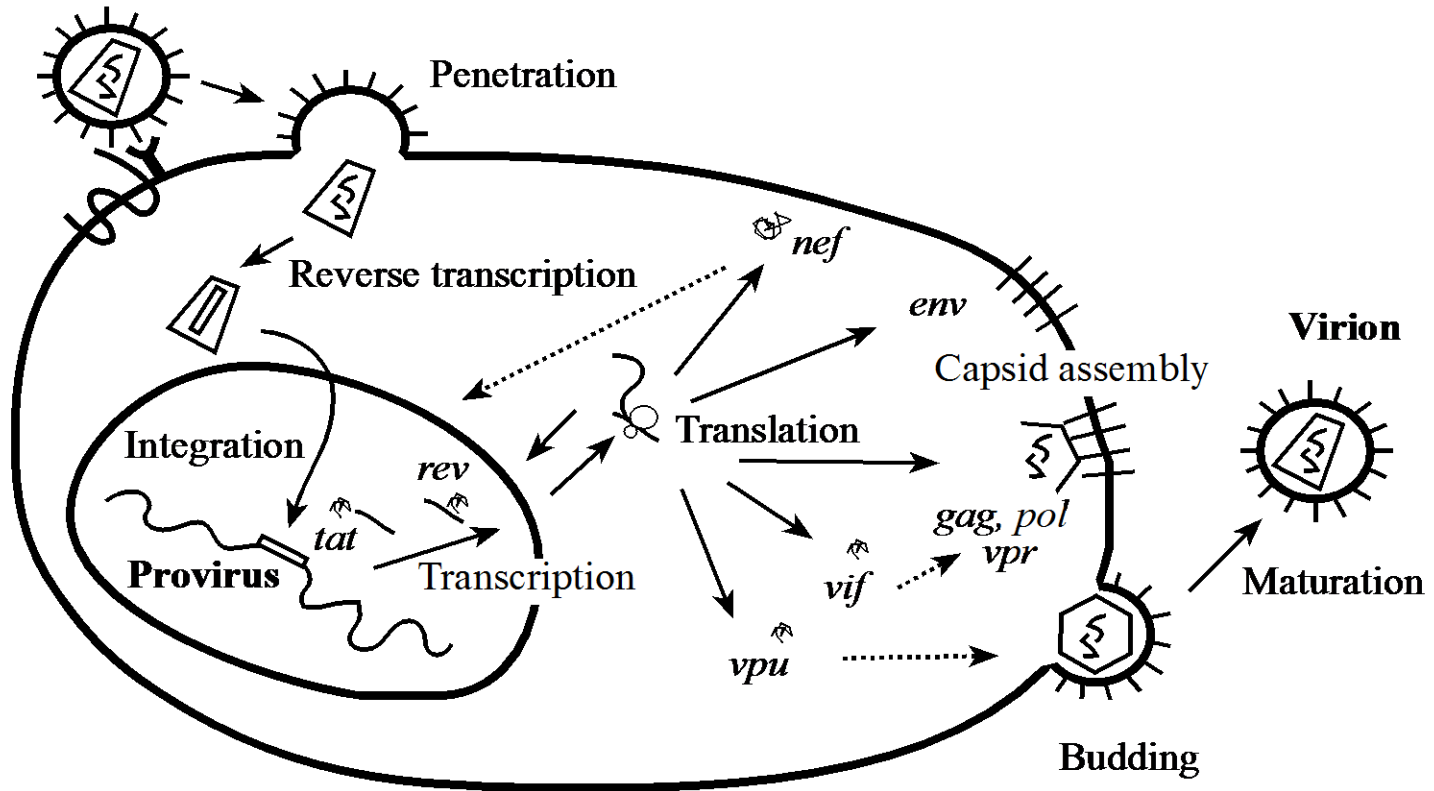 Penetration
nef
Reverse transcription
env
Virion
Capsid assembly
Translation
Integration
rev
gag, pol
vpr
tat
Provirus
Transcription
vif
Maturation
vpu
Budding